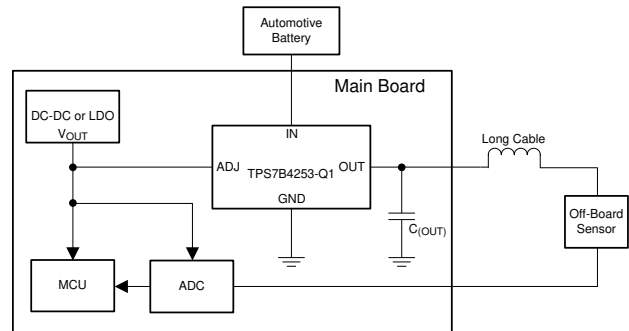 Automotive
Battery
Main Board
DC-DC or LDO
VOUT
IN
ADJ
TPS7B4253-Q1
OUT
GND
C(OUT)
Long Cable
Off-Board
Sensor
MCU
ADC